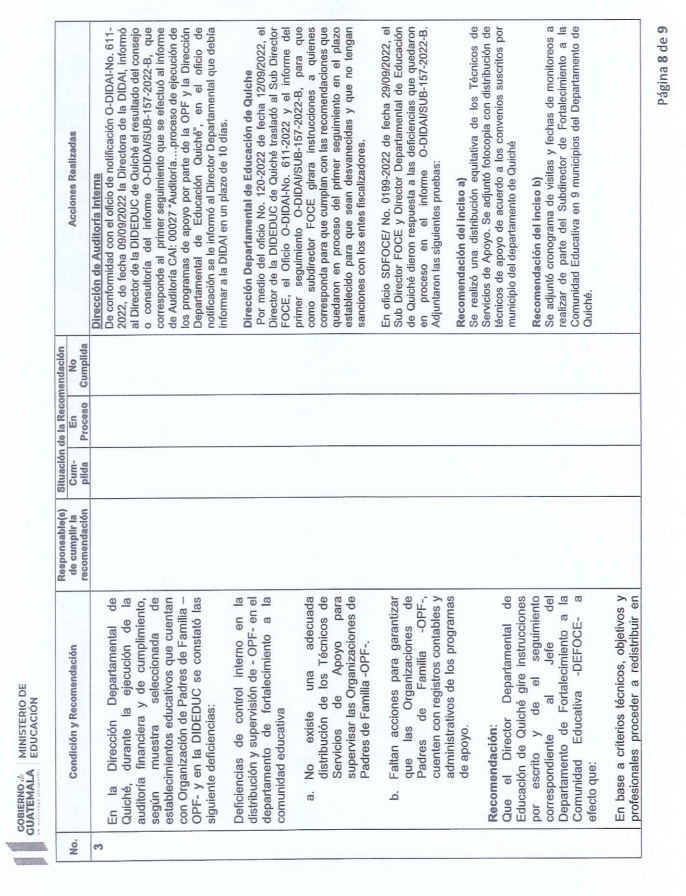 GOBIERNO de
GUATEMALA
MINISTERIO DE
EDUCACIÓN
No.
Condición y Recomendación
Responsable(s)
de cumplir la
recomendación
Situación de la Recomendación
Cum-
plida
En
Proceso
No
Cumplida
Acciones Realizadas
3
En la Dirección Departamental de
Quiché, durante la ejecución de la
auditoría financiera y de cumplimiento,
según muestra seleccionada de
establecimientos educativos que cuentan
con Organización de Padres de Familia –
OPF- y en la DIDEDUC se constató las
siguiente deficiencias:
Deficiencias de control interno en la
distribución y supervisión de - OPF- en el
departamento de fortalecimiento a la
comunidad educativa
a. No existe una adecuada
distribución de los Técnicos de
Servicios de Apoyo para
supervisar las Organizaciones de
Padres de Familia -OPF-.
b. Faltan acciones para garantizar
que las Organizaciones de
Padres de Familia -OPF-,
cuenten con registros contables y
administrativos de los programas
de apoyo.
Recomendación:
Que el Director Departamental de
Educación de Quiché gire instrucciones
por escrito y de el seguimiento
correspondiente al Jefe del
Departamento de Fortalecimiento a la
Comunidad Educativa -DEFOCE- a
efecto que:
En base a criterios técnicos, objetivos y
profesionales proceder a redistribuir en
Dirección de Auditoría Interna
De conformidad con el oficio de notificación O-DIDAI-No. 611-
2022, de fecha 09/09/2022 la Directora de la DIDAI, informó
al Director de la DIDEDUC de Quiché el resultado del consejo
o consultoría del informe O-DIDAI/SUB-157-2022-B, que
corresponde al primer seguimiento que se efectuó al informe
de Auditoría CAI: 00027 "Auditoría…proceso de ejecución de
los programas de apoyo por parte de la OPF y la Dirección
Departamental de Educación Quiché", en el oficio de
notificación se le informó al Director Departamental que debía
informar a la DIDAI en un plazo de 10 días.
Dirección Departamental de Educación de Quiche
Por medio del oficio No. 120-2022 de fecha 12/09/2022, el
Director de la DIDEDUC de Quiché trasladó al Sub Director
FOCE, el Oficio O-DIDAI-No. 611-2022 y el informe del
primer seguimiento O-DIDAI/SUB-157-2022-B, para que
como subdirector FOCE girara instrucciones a quienes
corresponda para que cumplan con las recomendaciones que
quedaron en proceso del primer seguimiento en el plazo
establecido para que sean desvanecidas y que no tengan
sanciones con los entes fiscalizadores.
En oficio SDFOCE/ No. 0199-2022 de fecha 29/09/2022, el
Sub Director FOCE y Director Departamental de Educación
de Quiché dieron respuesta a las deficiencias que quedaron
en proceso en el informe O-DIDAI/SUB-157-2022-B.
Adjuntaron las siguientes pruebas:
Recomendación del inciso a)
Se realizó una distribución equitativa de los Técnicos de
Servicios de Apoyo. Se adjuntó fotocopia con distribución de
técnicos de apoyo de acuerdo a los convenios suscritos por
municipio del departamento de Quiché
Recomendación del inciso b)
Se adjuntó cronograma de visitas y fechas de monitoreos a
realizar de parte del Subdirector de Fortalecimiento a la
Comunidad Educativa en 9 municipios del Departamento de
Quiché.
Página 8 de 9